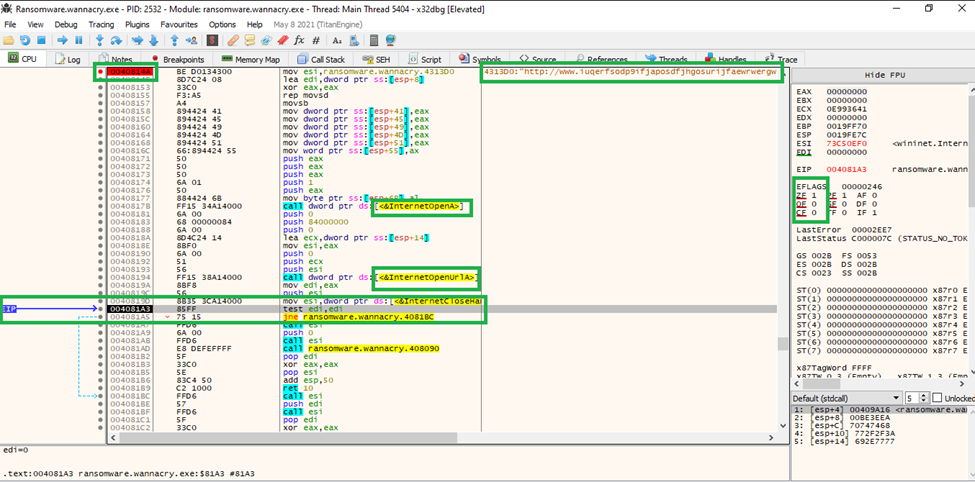 Ransomware.wannacry.exe - PID: 2532 - Module: ransomware.wannacry.exe - Thread: Main Thread 5404 - x32dbg [Elevated]
File View Debug Tracing Plugins Favourites Options Help May 8 2021 (TitanEngine)
CPU Log Notes Breakpoints Memory Map Call Stack SEH Script Symbols Source References Threads Handles Trace
0040814A BE D0134300 mov esi,ransomware.wannacry.4313D0 4313D0:"http://www.iuqerfsodp9ifjaposdfjhgosurijfaewrwergw
8D7C24 08 lea edi,dword ptr ss:[esp+8]
00408153 33C0 xor eax,eax
00408155 F3:A5 rep movsd
00408157 A4 movsb
00408158 894424 41 mov dword ptr ss:[esp+41],eax
0040815C 894424 45 mov dword ptr ss:[esp+45],eax
00408160 894424 49 mov dword ptr ss:[esp+49],eax
00408164 894424 4D mov dword ptr ss:[esp+4D],eax
00408168 894424 51 mov dword ptr ss:[esp+51],eax
0040816C 66:894424 55 mov word ptr ss:[esp+55],ax
00408171 50 push eax
00408172 50 push eax
00408173 50 push eax
00408174 6A 01 push 1
00408176 50 push eax
00408177 884424 6B mov byte ptr ss:[esp+6B],al
0040817B FF15 34A14000 call dword ptr ds:[<&InternetOpenA>]
00408181 6A 00 push 0
00408183 68 00000084 push 84000000
00408188 6A 00 push 0
0040818A 8D4C24 14 lea ecx,dword ptr ss:[esp+14]
0040818E 8BF0 mov esi,eax
00408190 6A 00 push 0
00408192 51 push ecx
00408193 56 push esi
00408194 FF15 38A14000 call dword ptr ds:[<&InternetOpenUrlA>]
0040819A 8BF8 mov edi,eax
0040819C 56 push esi
0040819D 8B35 3CA14000 mov esi,dword ptr ds:[<&InternetCloseHa
EIP 004081A3 85FF test edi,edi
004081A5 75 15 jne ransomware.wannacry.4081BC
004081A7 FFD6 call esi
004081A9 6A 00 push 0
004081AB FFD6 call esi
004081AD E8 DEFEFFFF call ransomware.wannacry.408090
004081B2 5F pop edi
004081B3 33C0 xor eax,eax
004081B5 5E pop esi
004081B6 83C4 50 add esp,50
004081B9 C2 1000 ret 10
004081BC FFD6 call esi
004081BE 57 push edi
004081BF FFD6 call esi
004081C1 5F pop edi
004081C2 33C0 xor eax,eax
Hide FPU
EAX 00000000
EBX 00000000
ECX 0E993641
EDX 00000000
EBP 0019FF70
ESP 0019FE7C
ESI 73C50EF0 <wininet.Internet
EDI 00000000
EIP 004081A3 ransomware.wannac
EFLAGS 00000246
ZF 1 PF 1 AF 0
OF 0 SF 0 DF 0
CF 0 TF 0 IF 1
LastError 00002EE7
LastStatus C000007C (STATUS_NO_TOK
GS 002B FS 0053
ES 002B DS 002B
CS 0023 SS 002B
ST(0) 0000000000000000000 x87r0
ST(1) 0000000000000000000 x87r1
ST(2) 0000000000000000000 x87r2
ST(3) 0000000000000000000 x87r3
ST(4) 0000000000000000000 x87r4
ST(5) 0000000000000000000 x87r5
ST(6) 0000000000000000000 x87r6
ST(7) 0000000000000000000 x87r7
x87TagWord FFFF
Default (stdcall) 5 Unlocked
1: [esp+4] 00409A16 <ransomware.wa
2: [esp+8] 00BE3EEA
3: [esp+C] 70747468
4: [esp+10] 772F2F3A
5: [esp+14] 692E7777
edi=0
.text:004081A3 ransomware.wannacry.exe:$81A3 #81A3